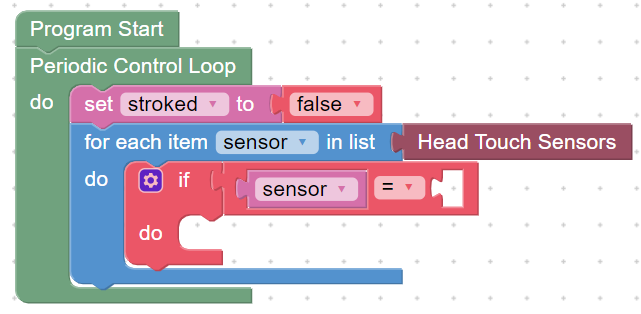 Program Start
Periodic Control Loop
do set stroked to false
for each item sensor in list Head Touch Sensors
do if sensor =
do